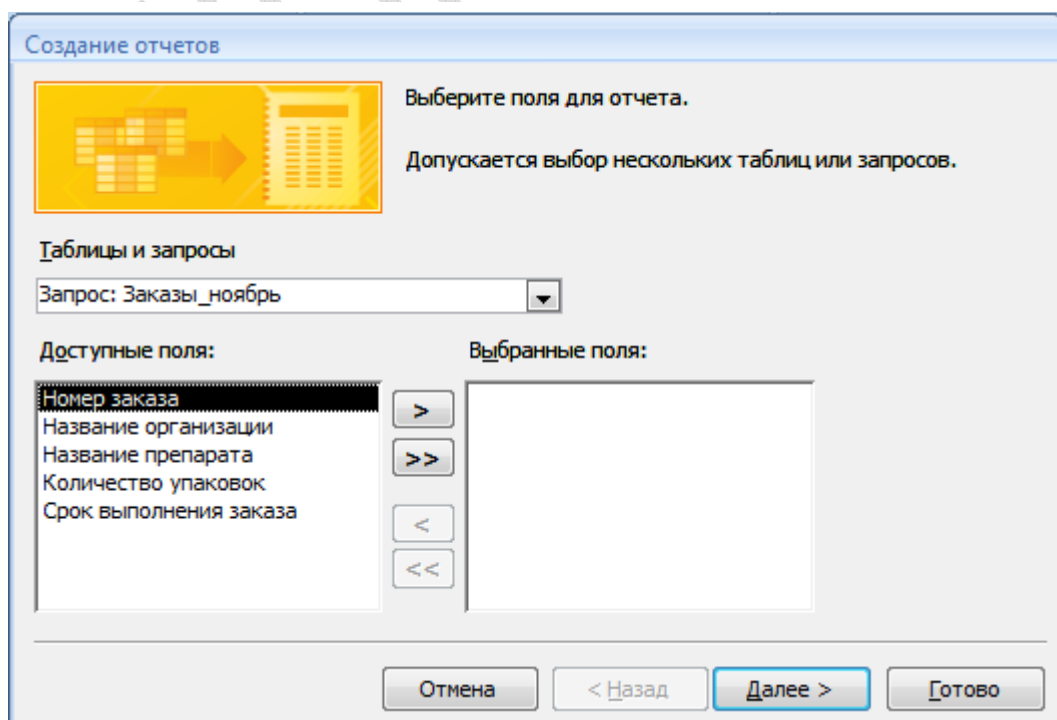 Создание отчетов
Выберите поля для отчета.
Допускается выбор нескольких таблиц или запросов.
Таблицы и запросы
Запрос: Заказы_ноябрь
Доступные поля:
Выбранные поля:
Номер заказа
Название организации
Название препарата
Количество упаковок
Срок выполнения заказа
>
>>
<
<<
Отмена
< Назад
Далее >
Готово